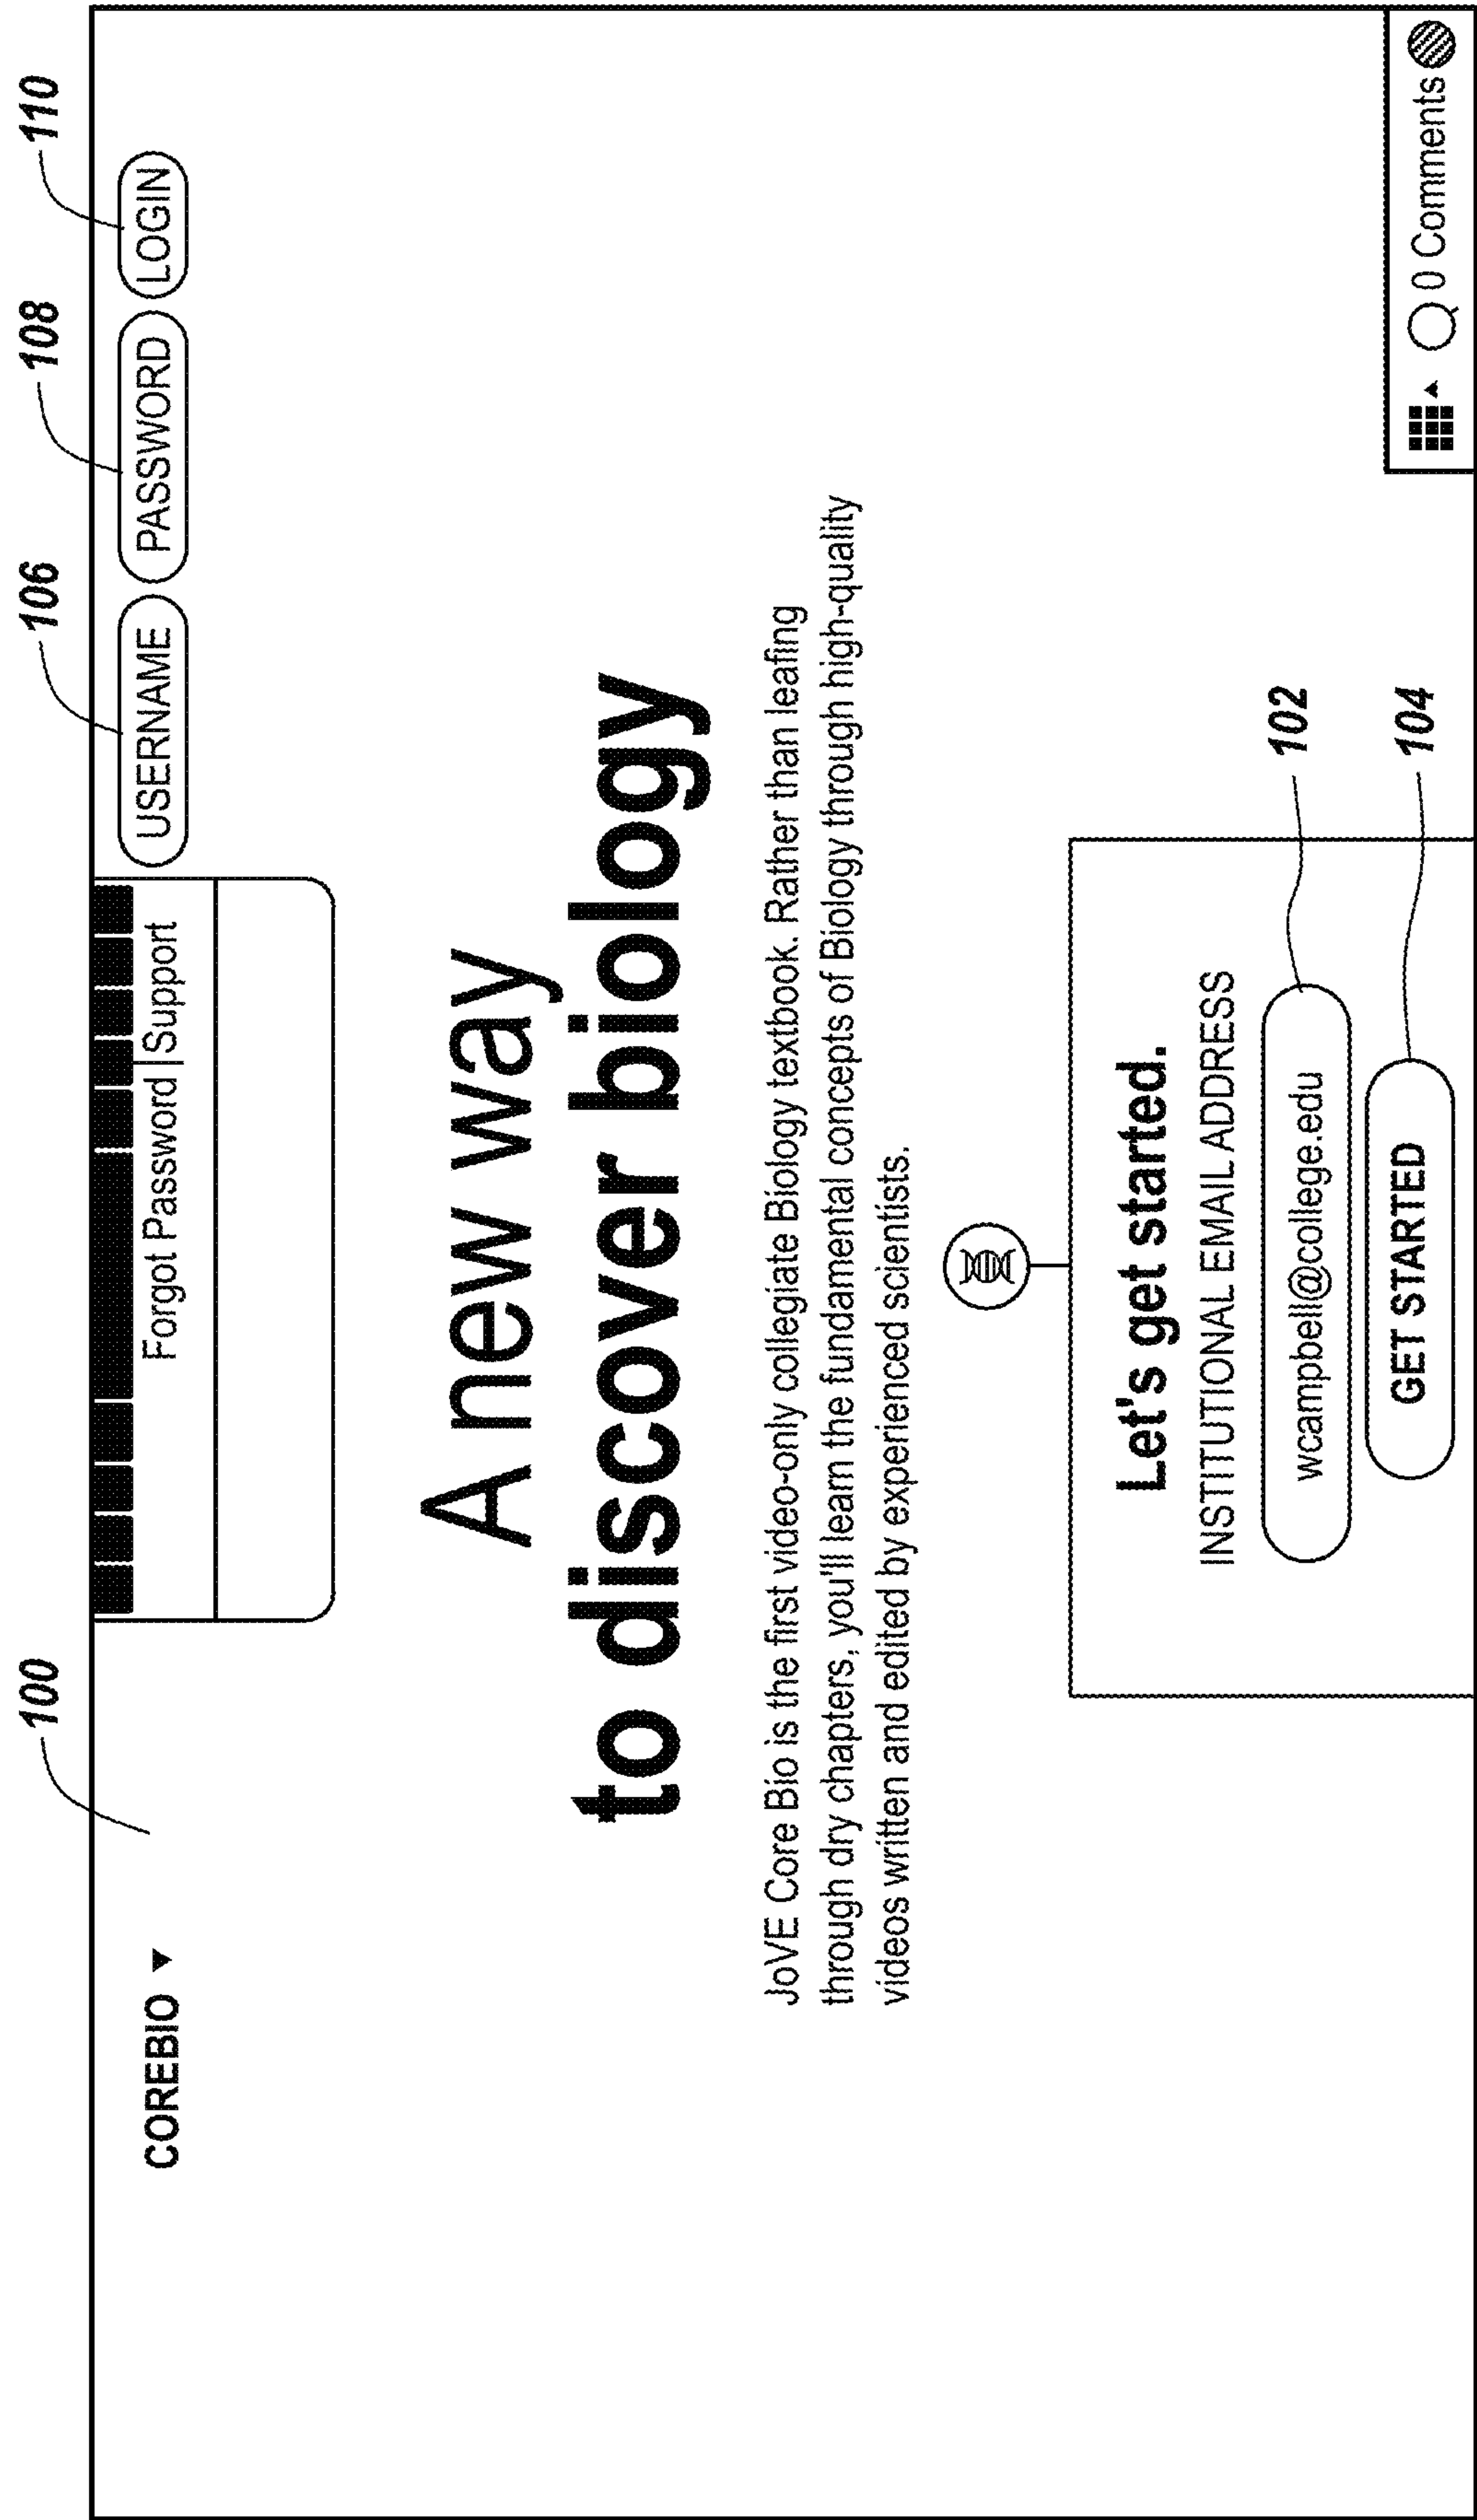 100
106
108
110
COREBIO
Forgot Password | Support
USERNAME
PASSWORD
LOGIN
A new way
to discover biology
JoVE Core Bio is the first video-only collegiate Biology textbook. Rather than leafing
through dry chapters, you'll learn the fundamental concepts of Biology through high-quality
videos written and edited by experienced scientists.
Let's get started.
INSTITUTIONAL EMAIL ADDRESS
102
wcampbell@college.edu
104
GET STARTED
0 Comments